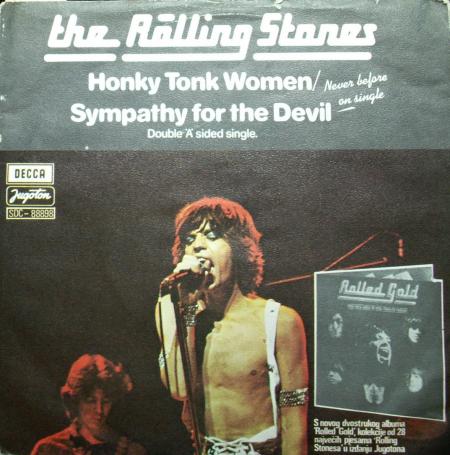 the Rolling Stones
Honky Tonk Women/
Never before
on single
Sympathy for the Devil
Double 'A' sided single.
DECCA
Jugoton
SDC - 88898
Rolled Gold
S novog dvostrukog albuma
'Rolled Gold', kolekcije od 28
najvećih pjesama 'Rolling
Stonesa' u izdanju Jugotona